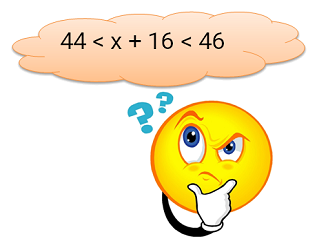 44 < x + 16 < 46
? ?